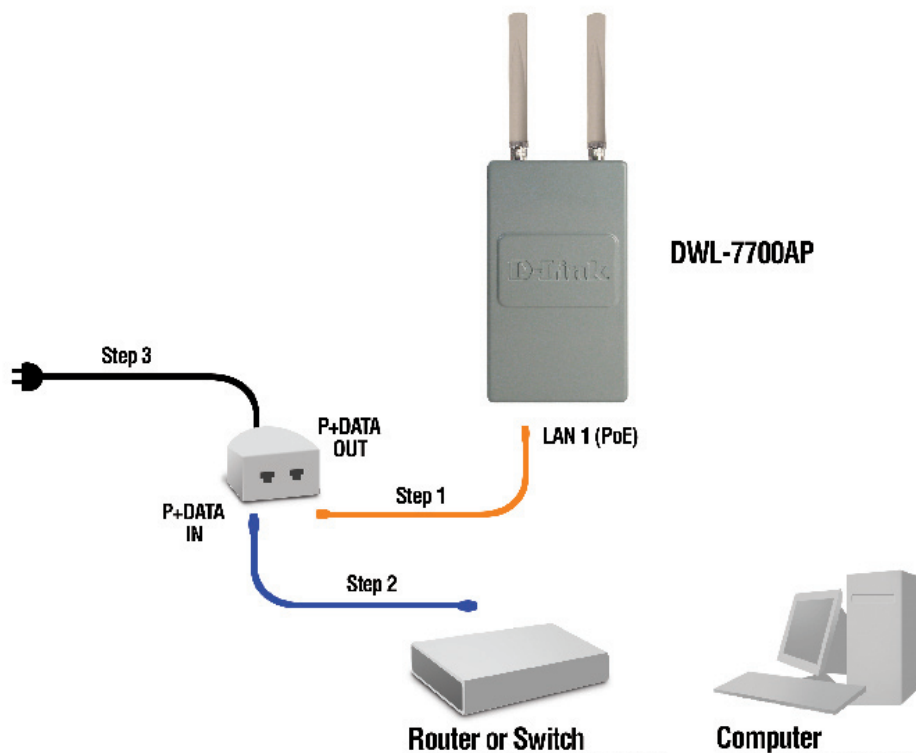 D-Link
DWL-7700AP
Step 3
P+DATA
OUT
LAN 1 (PoE)
Step 1
P+DATA
IN
Step 2
Router or Switch
Computer